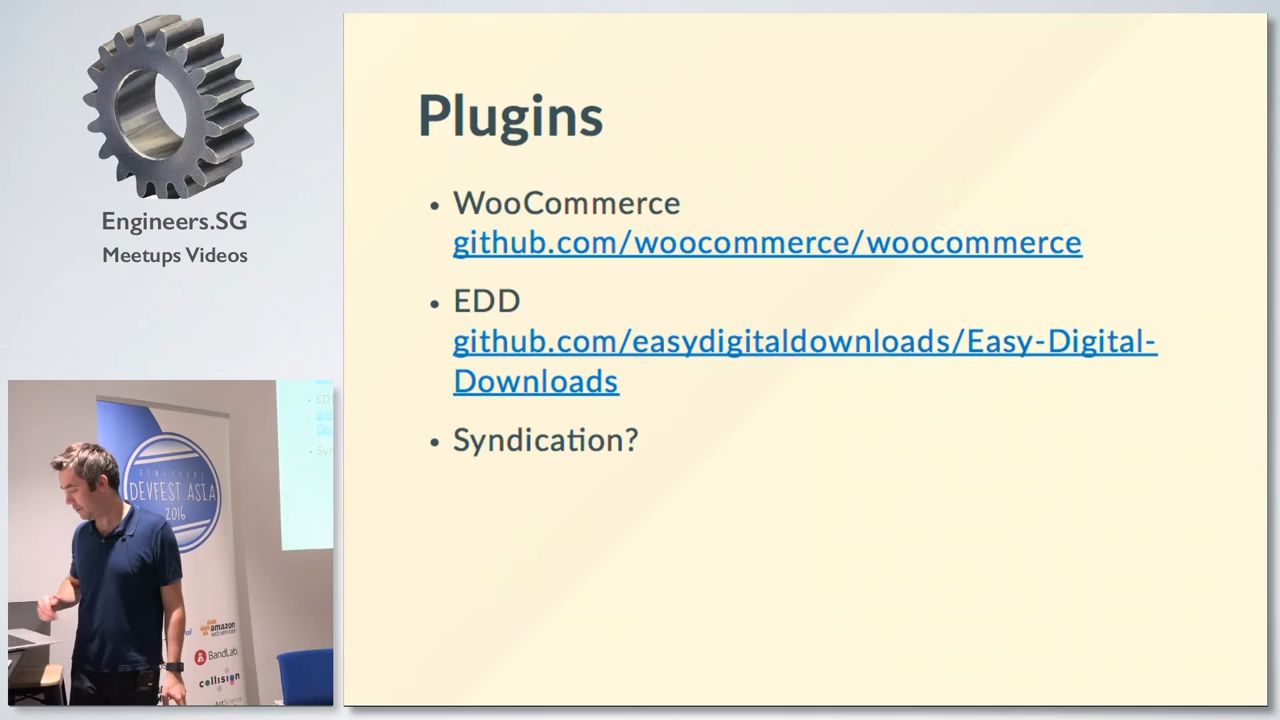 Engineers.SG
Meetups Videos
Plugins
• WooCommerce
github.com/woocommerce/woocommerce
• EDD
github.com/easydigitaldownloads/Easy-Digital-
Downloads
• Syndication?
DEVFEST.ASIA
2016
amazon
webservices
BandLab
collision
ArtScience